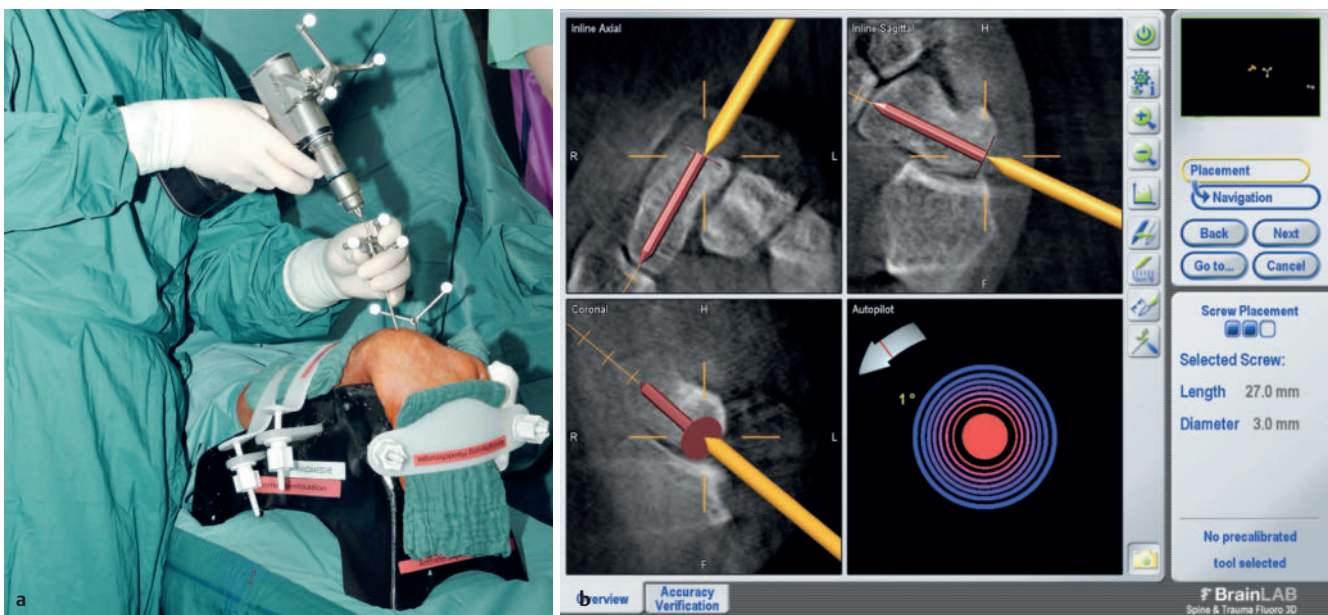 a
Inline Axial
R
L
Inline Sagittal
H
F
Coronal
H
R
L
F
Autopilot
1°
Placement
Navigation
Back
Next
Go to...
Cancel
Screw Placement
Selected Screw:
Length 27.0 mm
Diameter 3.0 mm
No precalibrated
tool selected
b
Overview
Accuracy
Verification
BrainLAB
Spine & Trauma Fluoro 3D